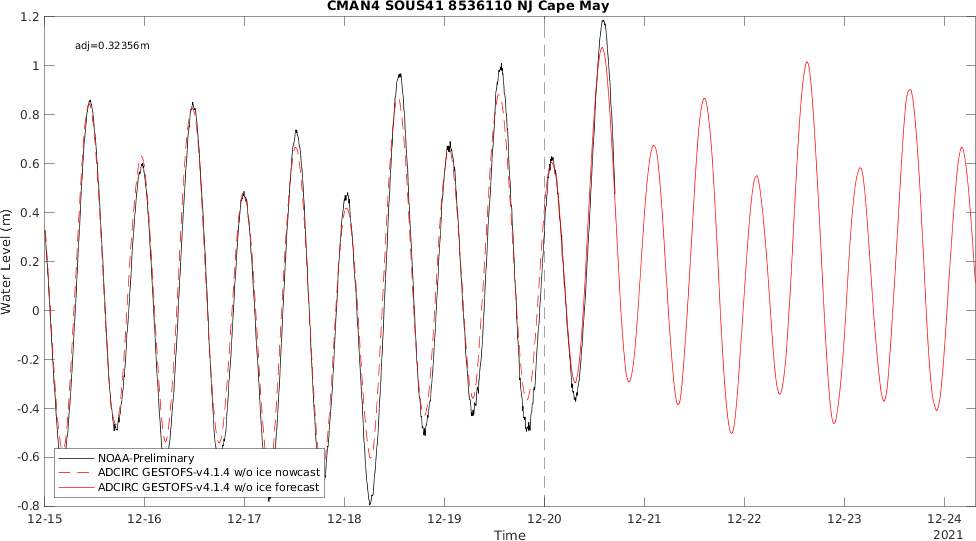 CMAN4 SOUS41 8536110 NJ Cape May
adj=0.32356m
1.2
1
0.8
0.6
0.4
0.2
0
-0.2
-0.4
-0.6
-0.8
Water Level (m)
NOAA-Preliminary
ADCIRC GESTOFS-v4.1.4 w/o ice nowcast
ADCIRC GESTOFS-v4.1.4 w/o ice forecast
12-15 12-16 12-17 12-18 12-19 12-20 12-21 12-22 12-23 12-24
Time
2021